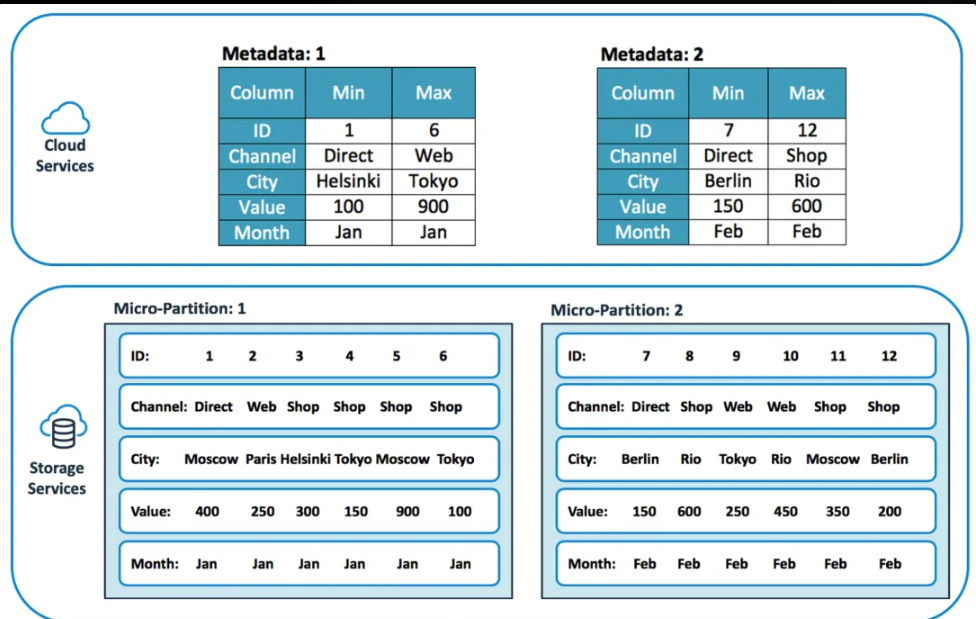 Metadata: 1
Column Min Max
ID 1 6
Channel Direct Web
City Helsinki Tokyo
Value 100 900
Month Jan Jan
Metadata: 2
Column Min Max
ID 7 12
Channel Direct Shop
City Berlin Rio
Value 150 600
Month Feb Feb
Cloud
Services
Micro-Partition: 1
ID: 1 2 3 4 5 6
Channel: Direct Web Shop Shop Shop Shop
City: Moscow Paris Helsinki Tokyo Moscow Tokyo
Value: 400 250 300 150 900 100
Month: Jan Jan Jan Jan Jan Jan
Micro-Partition: 2
ID: 7 8 9 10 11 12
Channel: Direct Shop Web Web Shop Shop
City: Berlin Rio Tokyo Rio Moscow Berlin
Value: 150 600 250 450 350 200
Month: Feb Feb Feb Feb Feb Feb
Storage
Services